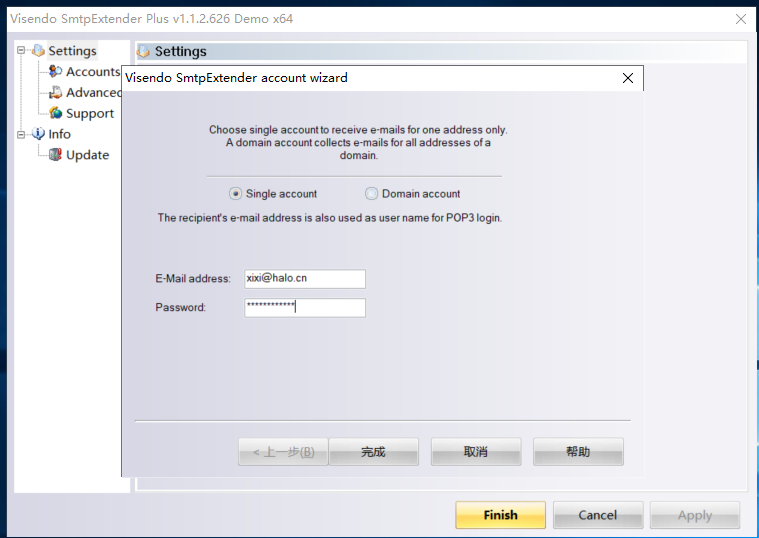 Visendo SmtpExtender Plus v1.1.2.626 Demo x64
Settings
Accounts
Advanced
Support
Info
Update
Settings
Visendo SmtpExtender account wizard
Choose single account to receive e-mails for one address only.
A domain account collects e-mails for all addresses of a
domain.
Single account
Domain account
The recipient's e-mail address is also used as user name for POP3 login.
E-Mail address:
xixi@halo.cn
Password:
************
< 上一步(B)
完成
取消
帮助
Finish
Cancel
Apply